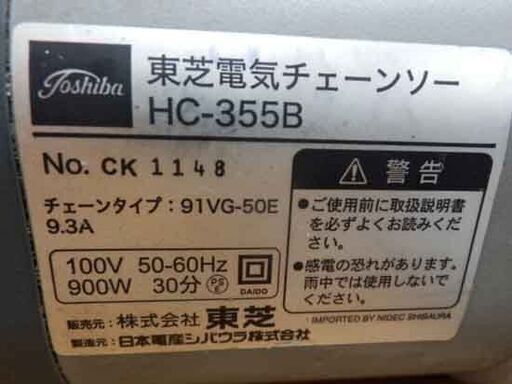 Toshiba
東芝電気チェーンソー
HC-355B
No. CK 1148
チェーンタイプ：91VG-50E
9.3A
100V 50-60Hz
900W 30分 PS E
DAIDO
警告
●ご使用前に取扱説明書
を必ずよくお読みくだ
さい。
●感電の恐れがあります。
雨中では使用しないで
ください。
販売元：株式会社 東芝
IMPORTED BY NIDEC SHIBAURA
製造元：日本電産シバウラ株式会社